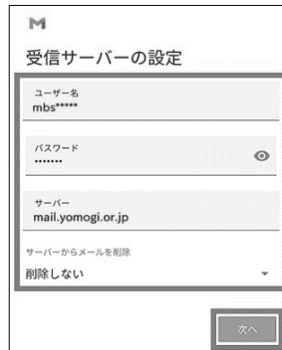 受信サーバーの設定
ユーザー名
mbs*****
パスワード
•••••••
サーバー
mail.yomogi.or.jp
サーバーからメールを削除
削除しない
次へ